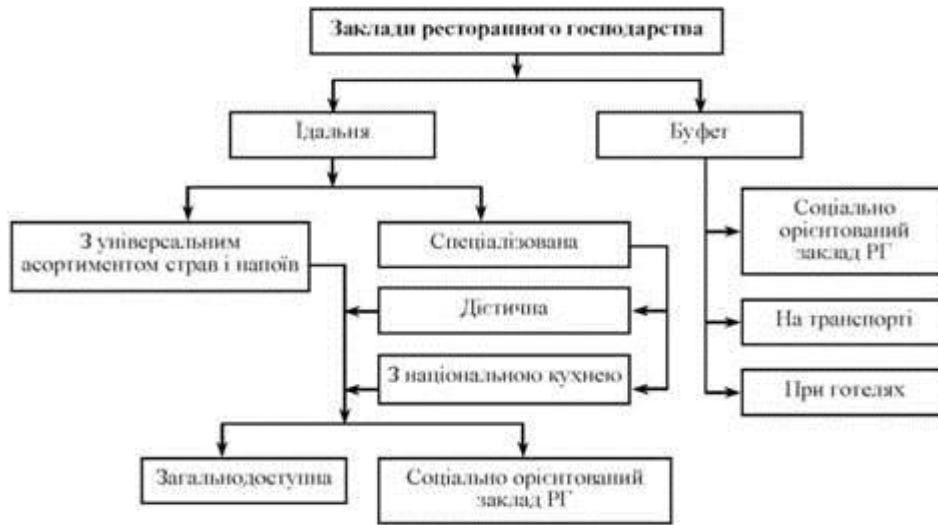 Заклади ресторанного господарства
Їдальня
Буфет
З універсальним
асортиментом страв і напоїв
Спеціалізована
Дієтична
З національною кухнею
Загальнодоступна
Соціально орієнтований
заклад РГ
Соціально
орієнтований
заклад РГ
На транспорті
При готелях